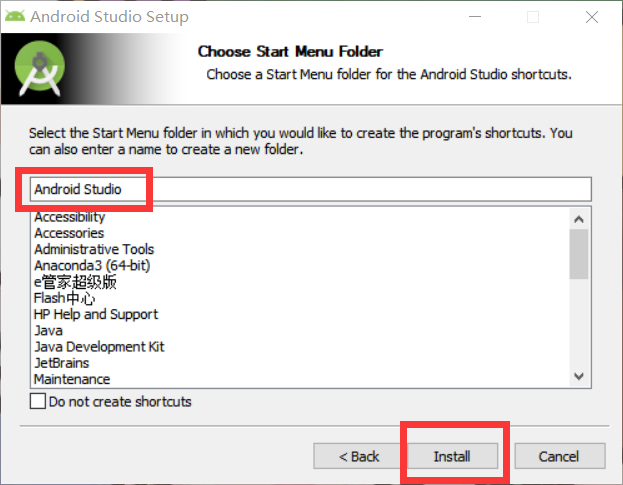 Android Studio Setup
Choose Start Menu Folder
Choose a Start Menu folder for the Android Studio shortcuts.
Select the Start Menu folder in which you would like to create the program's shortcuts. You
can also enter a name to create a new folder.
Android Studio
Accessibility
Accessories
Administrative Tools
Anaconda3 (64-bit)
e管家超级版
Flash中心
HP Help and Support
Java
Java Development Kit
JetBrains
Maintenance
Do not create shortcuts
< Back
Install
Cancel